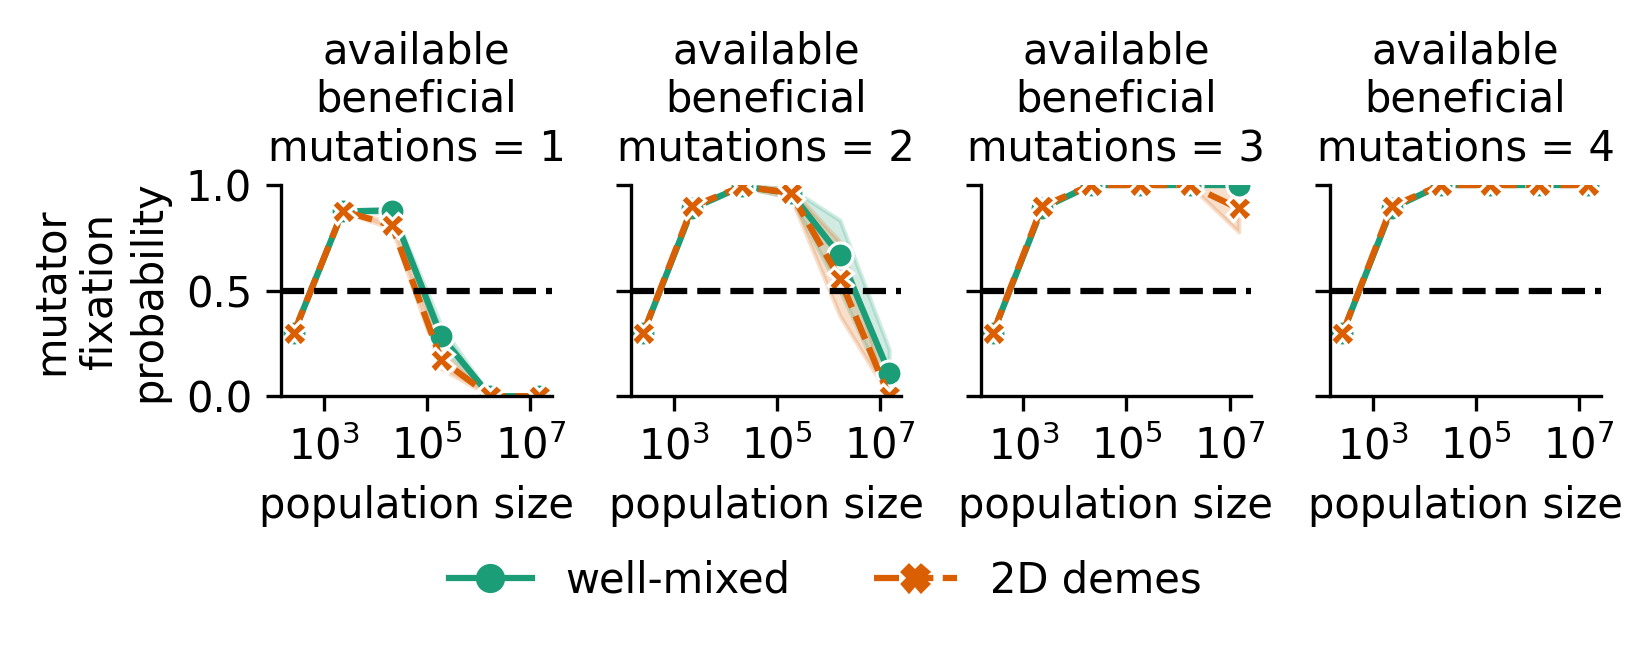 available
beneficial
mutations = 1
available
beneficial
mutations = 2
available
beneficial
mutations = 3
available
beneficial
mutations = 4
mutator
fixation
probability
1.0
0.5
0.0
10³ 10⁵ 10⁷
10³ 10⁵ 10⁷
10³ 10⁵ 10⁷
10³ 10⁵ 10⁷
population size
population size
population size
population size
well-mixed
2D demes